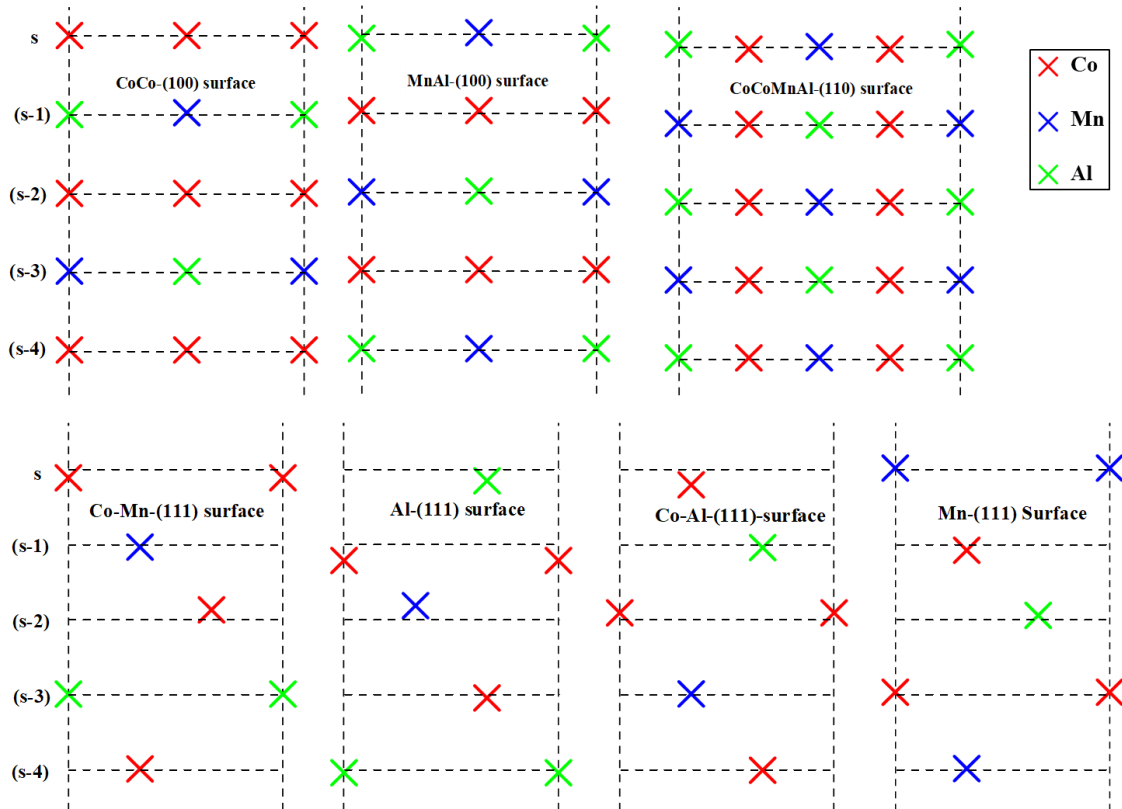 s
CoCo-(100) surface
MnAl-(100) surface
CoCoMnAl-(110) surface
(s-1)
(s-2)
(s-3)
(s-4)
Co
Mn
Al
s
Co-Mn-(111) surface
Al-(111) surface
Co-Al-(111)-surface
Mn-(111) Surface
(s-1)
(s-2)
(s-3)
(s-4)